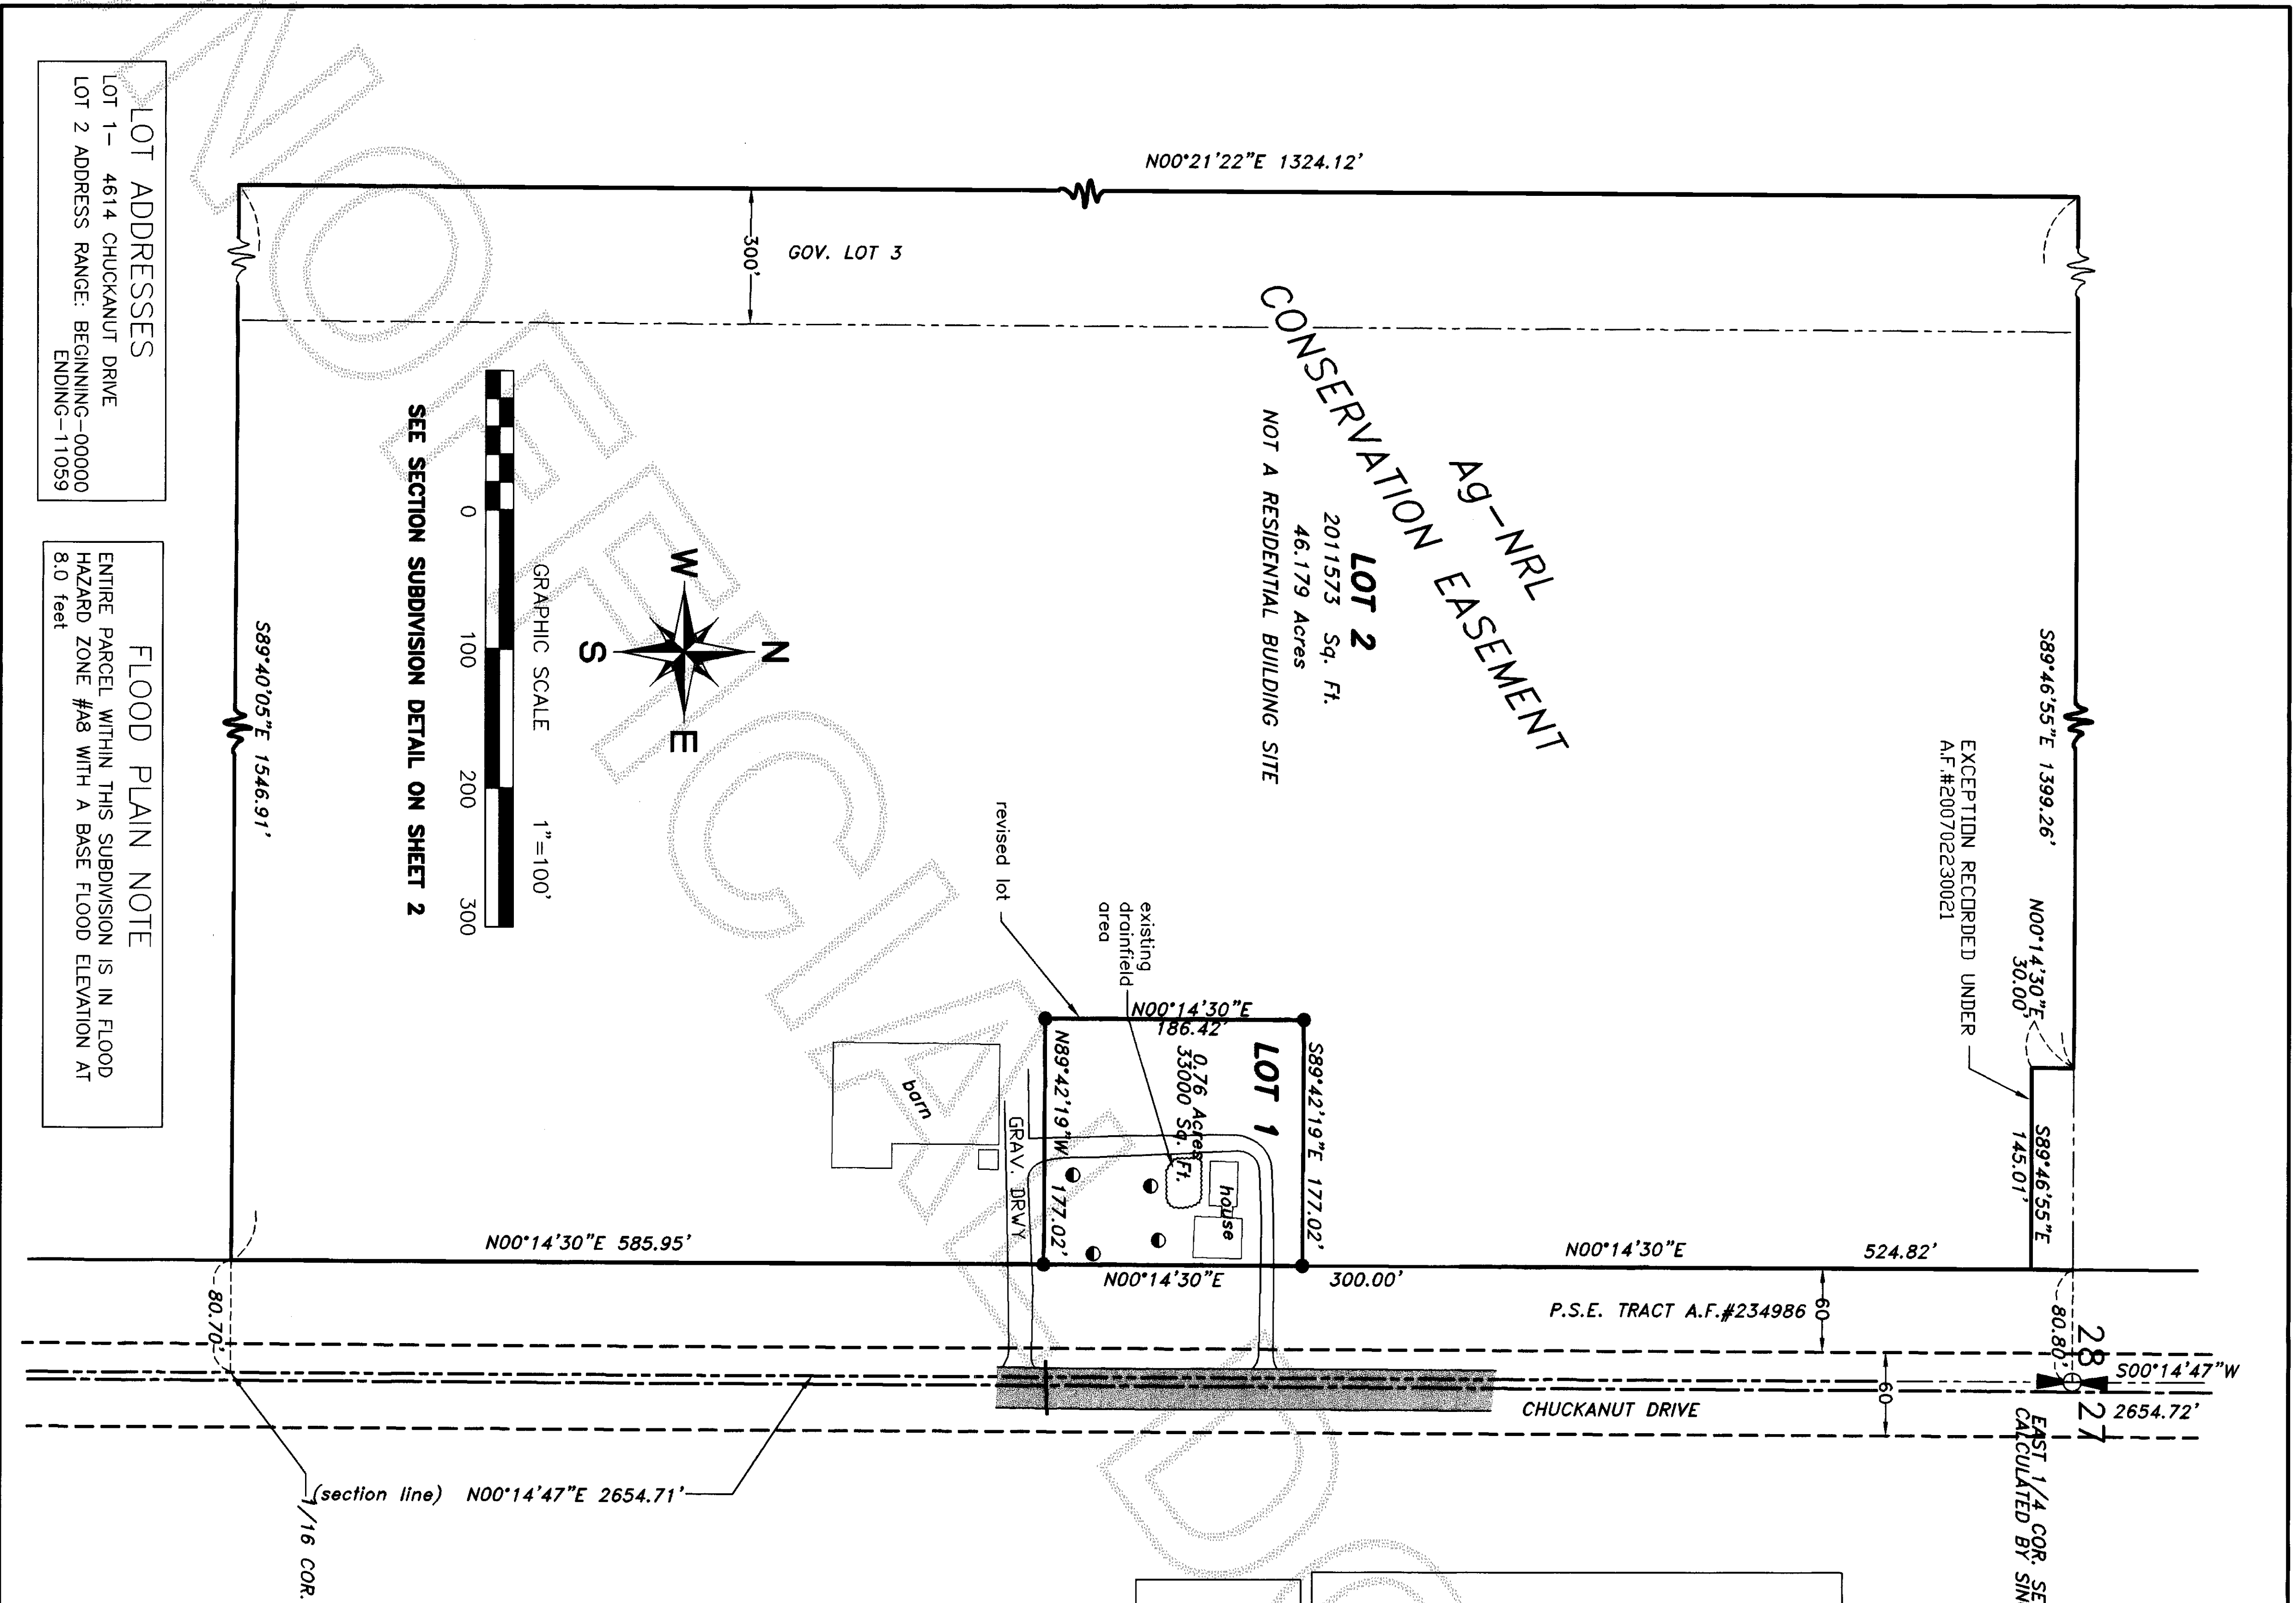 N00°21'22"E 1324.12'
300'
GOV. LOT 3
CONSERVATION EASEMENT
Ag-NRL
LOT 2
2011573 Sq. Ft.
46.179 Acres
NOT A RESIDENTIAL BUILDING SITE
S89°46'55"E 1399.26'
N00°14'30"E
30.00'
EXCEPTION RECORDED UNDER
A.F.#200702230021
S89°46'55"E
145.01'
LOT ADDRESSES
LOT 1- 4614 CHUCKANUT DRIVE
LOT 2 ADDRESS RANGE: BEGINNING-00000
ENDING-11059
FLOOD PLAIN NOTE
ENTIRE PARCEL WITHIN THIS SUBDIVISION IS IN FLOOD
HAZARD ZONE #A8 WITH A BASE FLOOD ELEVATION AT
8.0 feet
S89°40'05"E 1546.91'
N
W
E
S
GRAPHIC SCALE 1"=100'
0 100 200 300
SEE SECTION SUBDIVISION DETAIL ON SHEET 2
revised lot
existing
drainfield
area
N00°14'30"E
186.42'
LOT 1
0.76 Acres
33000 Sq. Ft.
S89°42'19"E 177.02'
N89°42'19"W 177.02'
house
barn
GRAV. DRWY
N00°14'30"E 585.95'
N00°14'30"E 300.00'
N00°14'30"E 524.82'
80.70'
P.S.E. TRACT A.F.#234986
60
60
80.80'
28
27
S00°14'47"W
2654.72'
CHUCKANUT DRIVE
(section line) N00°14'47"E 2654.71'
1/16 COR.
EAST 1/4 COR.
CALCULATED BY
UNOFFICIAL DO